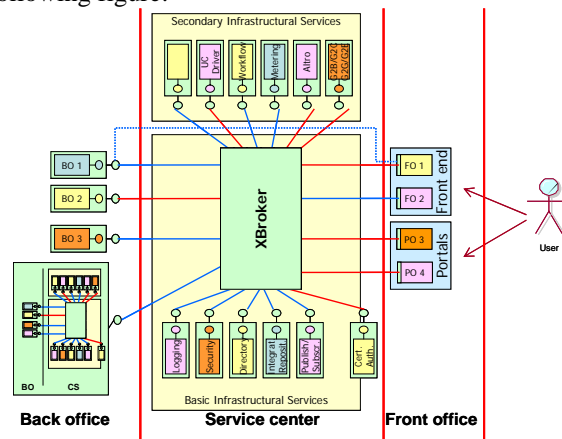 ollowing figure.
Secondary Infrastructural Services
UC
Driver
Workflow
Metering
Altro
G2B/G2C
G2G/G2E
BO 1
BO 2
BO 3
XBroker
FO 1
FO 2
Front end
PO 3
PO 4
Portals
User
BO
CS
Logging
Security
Directory
Integrat.
Reposit.
Publish/
Subscr.
Cert.
Auth.
Basic Infrastructural Services
Back office
Service center
Front office